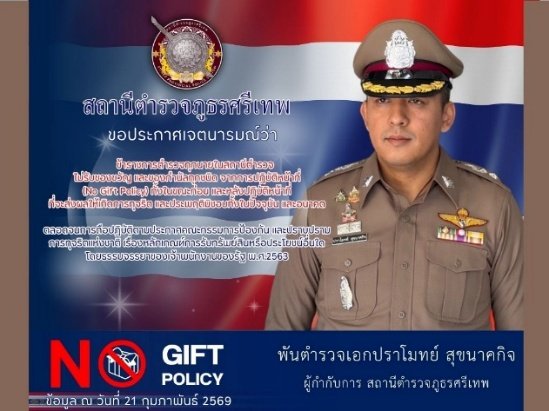 สถานีตำรวจภูธรศรีเทพ
ขอประกาศเจตนารมณ์ว่า
ข้าราชการตำรวจทุกนายในสถานีตำรวจ
ไม่รับของขวัญ และของกำนัลทุกชนิด จากการปฏิบัติหน้าที่
(No Gift Policy) ทั้งในขณะก่อน และหลังปฏิบัติหน้าที่
ที่จะส่งผลให้เกิดการทุจริต และประพฤติมิชอบทั้งในปัจจุบัน และอนาคต
ตลอดจนการถือปฏิบัติตามประกาศคณะกรรมการป้องกัน และปราบปราม
การทุจริตแห่งชาติ เรื่องหลักเกณฑ์การรับทรัพย์สินหรือประโยชน์อื่นใด
โดยธรรมจรรยาของเจ้าพนักงานของรัฐ พ.ศ.2563
NO GIFT
POLICY
พันตำรวจเอกปราโมทย์ สุขนาคกิจ
ผู้กำกับการ สถานีตำรวจภูธรศรีเทพ
ข้อมูล ณ วันที่ 21 กุมภาพันธ์ 2569